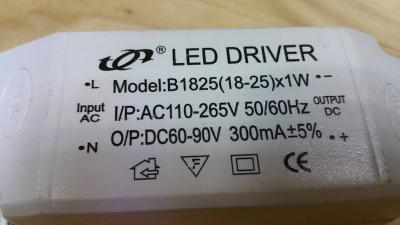 ® LED DRIVER
•L Model:B1825(18-25)x1W •-
Input AC I/P:AC110-265V 50/60Hz OUTPUT DC
•N O/P:DC60-90V 300mA±5% •+
F CE